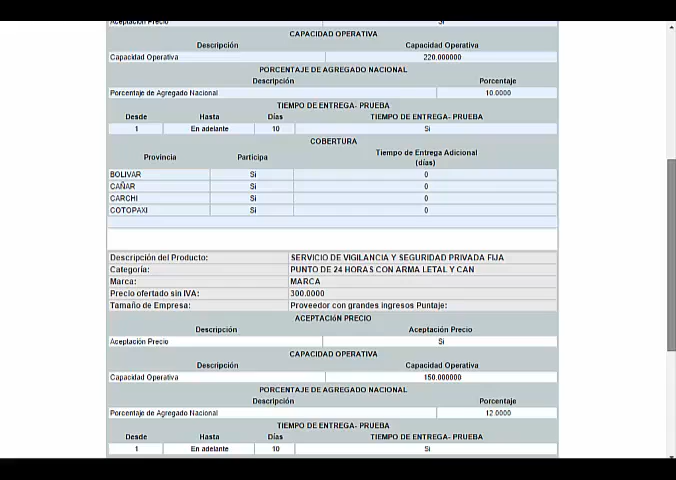 Aceptación Precio Si
CAPACIDAD OPERATIVA
Descripción Capacidad Operativa
Capacidad Operativa 220.000000
PORCENTAJE DE AGREGADO NACIONAL
Descripción Porcentaje
Porcentaje de Agregado Nacional 10.0000
TIEMPO DE ENTREGA- PRUEBA
Desde Hasta Días TIEMPO DE ENTREGA- PRUEBA
1 En adelante 10 Si
COBERTURA
Provincia Participa Tiempo de Entrega Adicional
(días)
BOLIVAR Si 0
CAÑAR Si 0
CARCHI Si 0
COTOPAXI Si 0
Descripción del Producto: SERVICIO DE VIGILANCIA Y SEGURIDAD PRIVADA FIJA
Categoría: PUNTO DE 24 HORAS CON ARMA LETAL Y CAN
Marca: MARCA
Precio ofertado sin IVA: 300.0000
Tamaño de Empresa: Proveedor con grandes ingresos Puntaje:
ACEPTACIóN PRECIO
Descripción Aceptación Precio
Aceptación Precio Si
CAPACIDAD OPERATIVA
Descripción Capacidad Operativa
Capacidad Operativa 150.000000
PORCENTAJE DE AGREGADO NACIONAL
Descripción Porcentaje
Porcentaje de Agregado Nacional 12.0000
TIEMPO DE ENTREGA- PRUEBA
Desde Hasta Días TIEMPO DE ENTREGA- PRUEBA
1 En adelante 10 Si